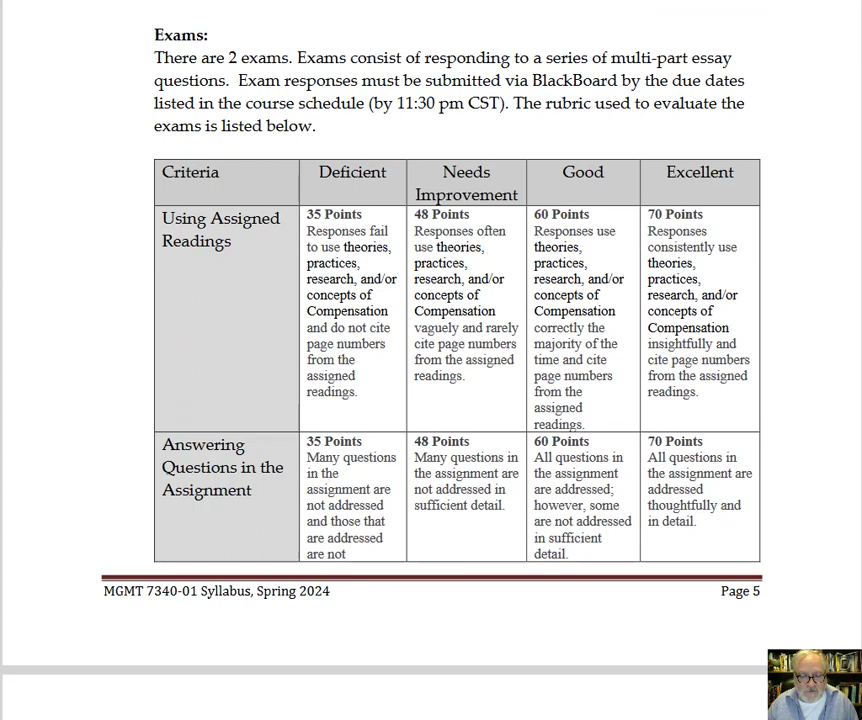 Exams:
There are 2 exams. Exams consist of responding to a series of multi-part essay
questions.  Exam responses must be submitted via BlackBoard by the due dates
listed in the course schedule (by 11:30 pm CST). The rubric used to evaluate the
exams is listed below.
Criteria
Deficient
Needs
Improvement
Good
Excellent
Using Assigned
Readings
35 Points
Responses fail
to use theories,
practices,
research, and/or
concepts of
Compensation
and do not cite
page numbers
from the
assigned
readings.
48 Points
Responses often
use theories,
practices,
research, and/or
concepts of
Compensation
vaguely and rarely
cite page numbers
from the assigned
readings.
60 Points
Responses use
theories,
practices,
research, and/or
concepts of
Compensation
correctly the
majority of the
time and cite
page numbers
from the
assigned
readings.
70 Points
Responses
consistently use
theories,
practices,
research, and/or
concepts of
Compensation
insightfully and
cite page numbers
from the assigned
readings.
Answering
Questions in the
Assignment
35 Points
Many questions
in the
assignment are
not addressed
and those that
are addressed
are not
48 Points
Many questions in
the assignment are
not addressed in
sufficient detail.
60 Points
All questions in
the assignment
are addressed;
however, some
are not addressed
in sufficient
detail.
70 Points
All questions in
the assignment are
addressed
thoughtfully and
in detail.
MGMT 7340-01 Syllabus, Spring 2024
Page 5